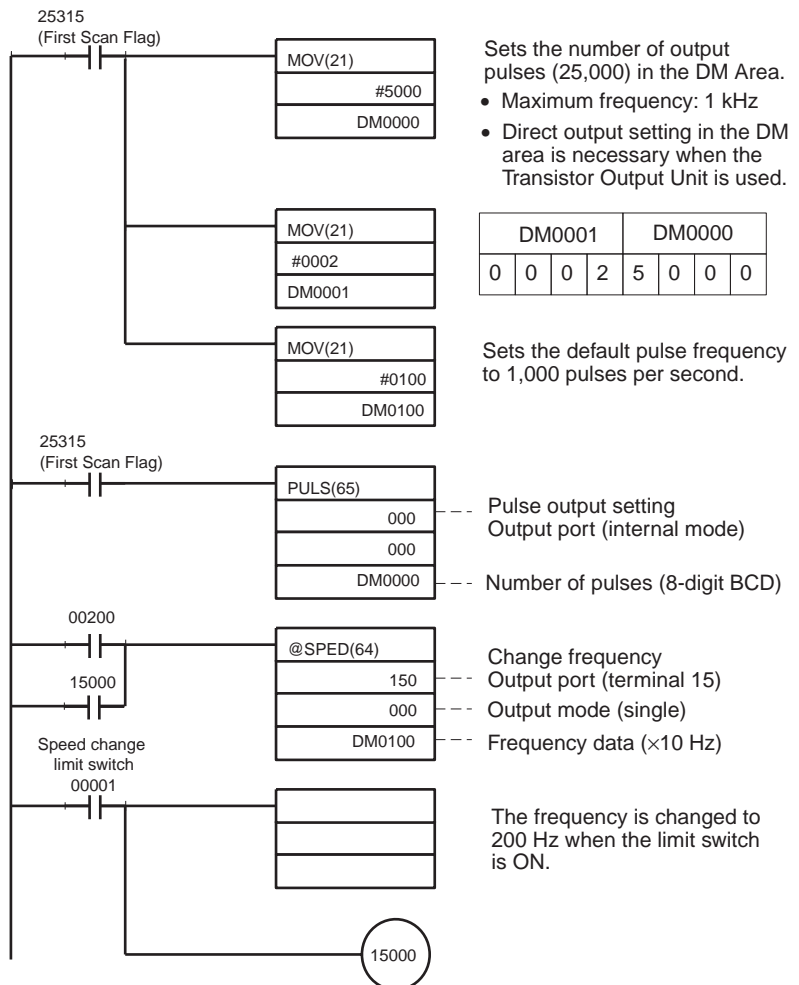 25315
(First Scan Flag)
MOV(21)
#5000
DM0000
Sets the number of output
pulses (25,000) in the DM Area.
• Maximum frequency: 1 kHz
• Direct output setting in the DM
area is necessary when the
Transistor Output Unit is used.
MOV(21)
#0002
DM0001
DM0001 DM0000
0 0 0 2 5 0 0 0
MOV(21)
#0100
DM0100
Sets the default pulse frequency
to 1,000 pulses per second.
25315
(First Scan Flag)
PULS(65)
000
000
DM0000
Pulse output setting
Output port (internal mode)
Number of pulses (8-digit BCD)
00200
15000
@SPED(64)
150
000
DM0100
Change frequency
Output port (terminal 15)
Output mode (single)
Frequency data (×10 Hz)
Speed change
limit switch
00001
The frequency is changed to
200 Hz when the limit switch
is ON.
15000